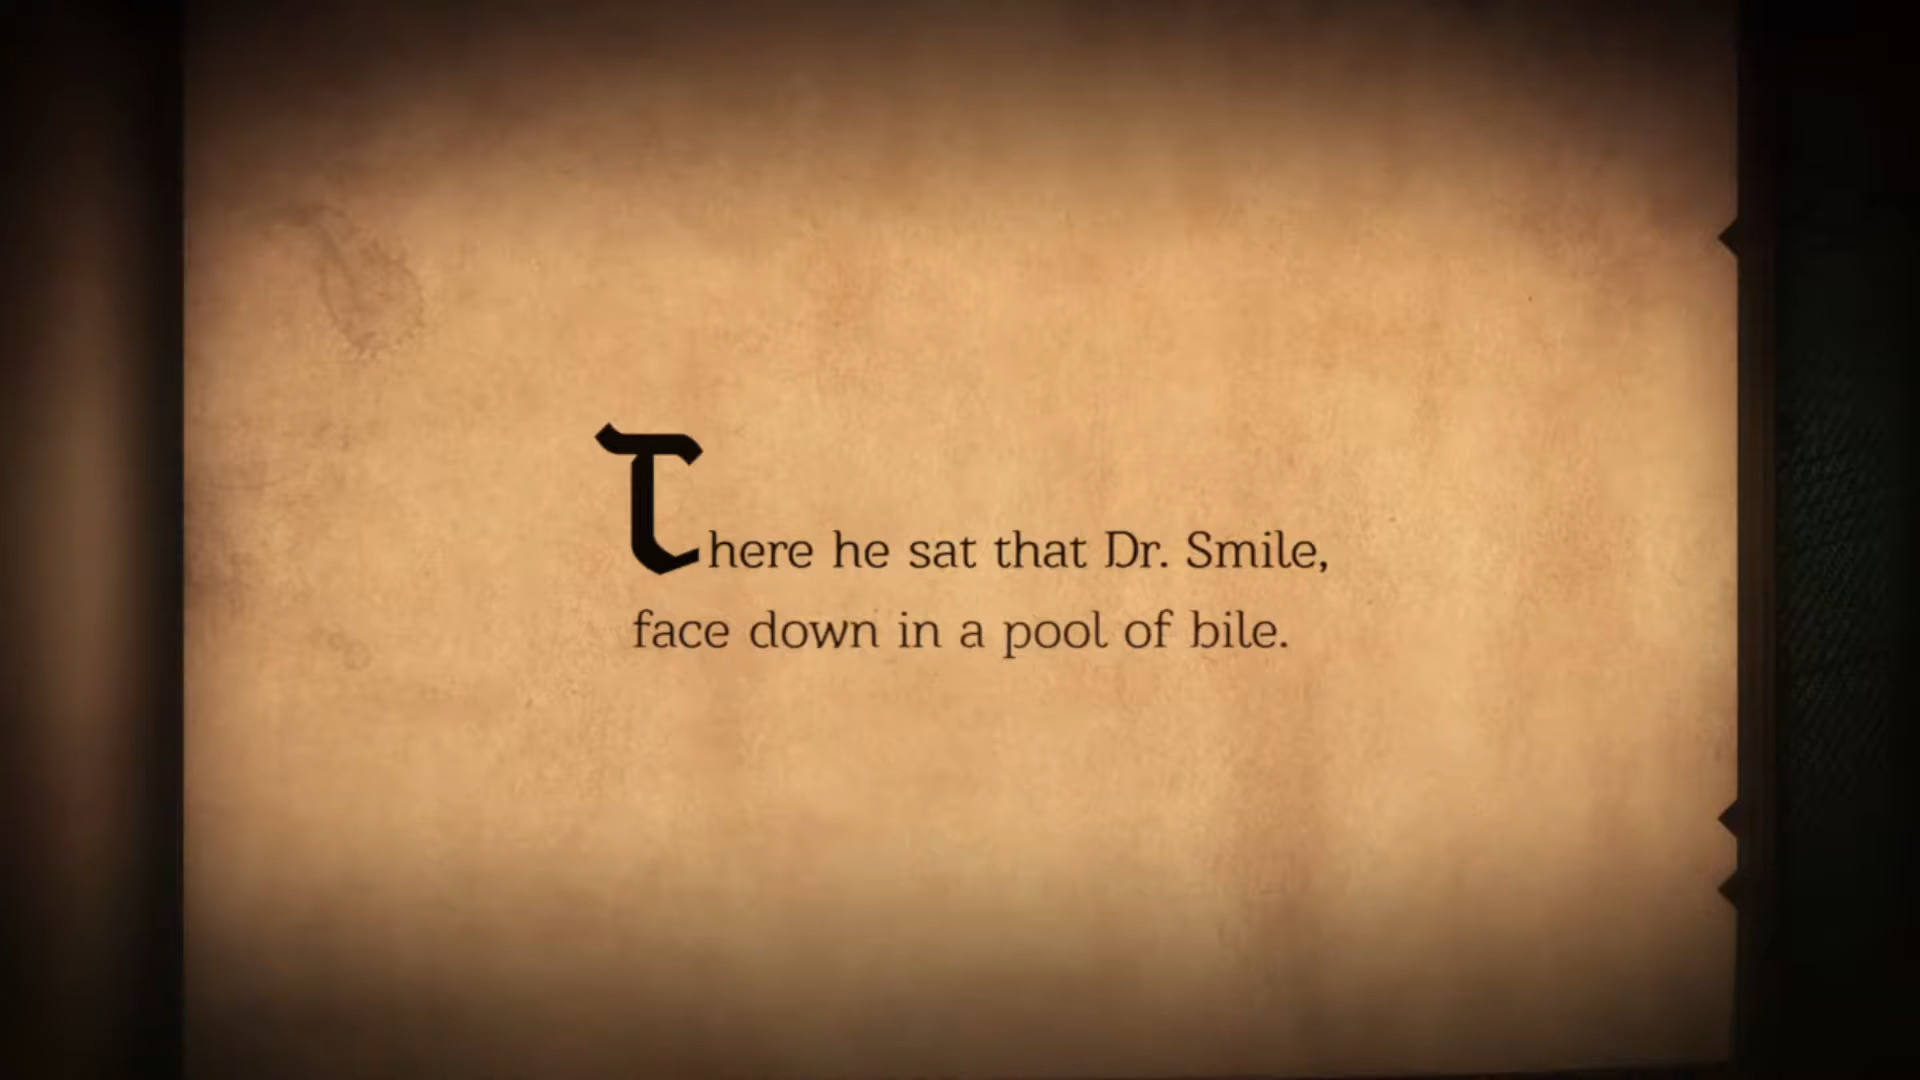 There he sat that Dr. Smile,
face down in a pool of bile.